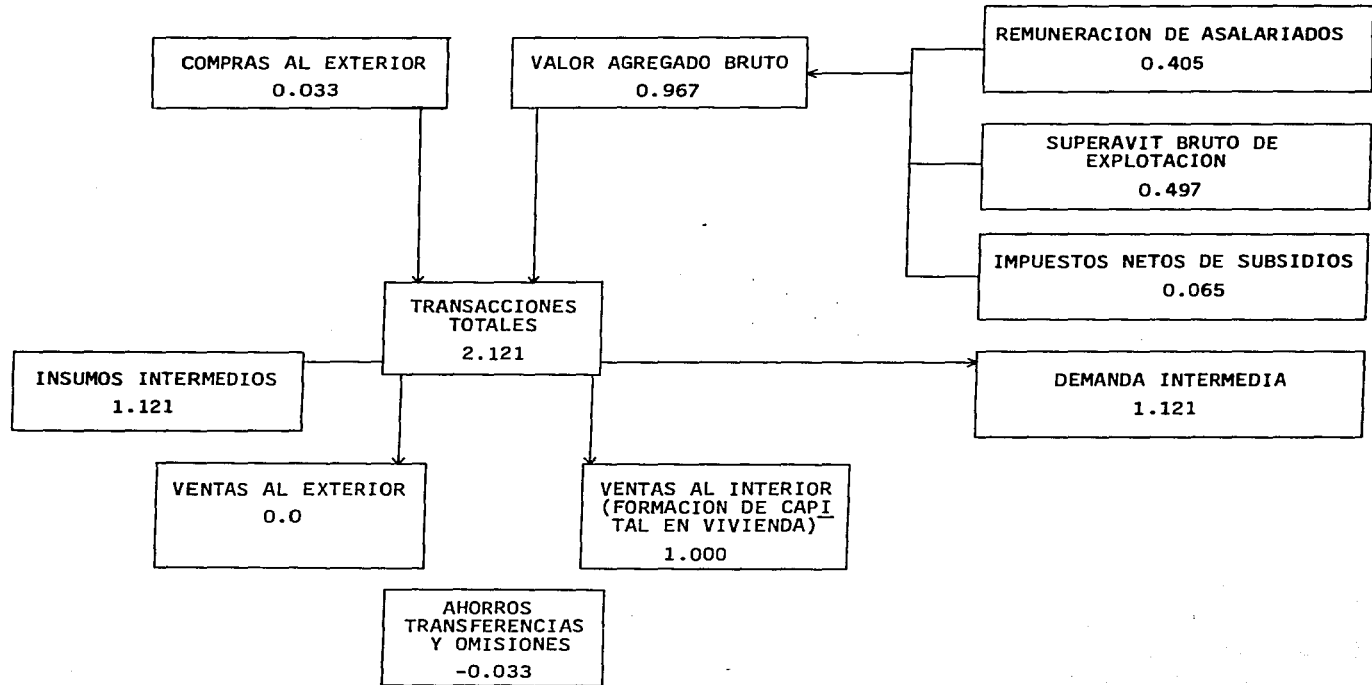 COMPRAS AL EXTERIOR
0.033
VALOR AGREGADO BRUTO
0.967
REMUNERACION DE ASALARIADOS
0.405
SUPERAVIT BRUTO DE
EXPLOTACION
0.497
IMPUESTOS NETOS DE SUBSIDIOS
0.065
TRANSACCIONES
TOTALES
2.121
INSUMOS INTERMEDIOS
1.121
DEMANDA INTERMEDIA
1.121
VENTAS AL EXTERIOR
0.0
VENTAS AL INTERIOR
(FORMACION DE CAPI
TAL EN VIVIENDA)
1.000
AHORROS
TRANSFERENCIAS
Y OMISIONES
-0.033